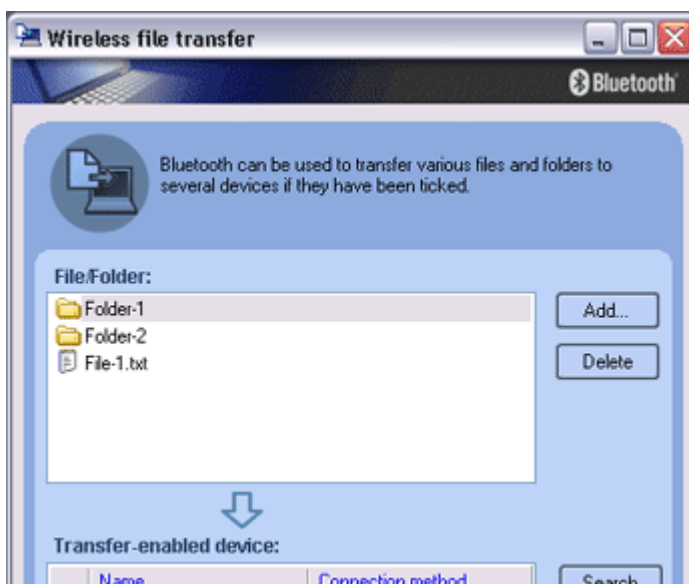 Wireless file transfer
Bluetooth
Bluetooth can be used to transfer various files and folders to
several devices if they have been ticked.
File/Folder:
Folder-1
Add...
Folder-2
File-1.txt
Delete
Transfer-enabled device:
Name Connection method Search